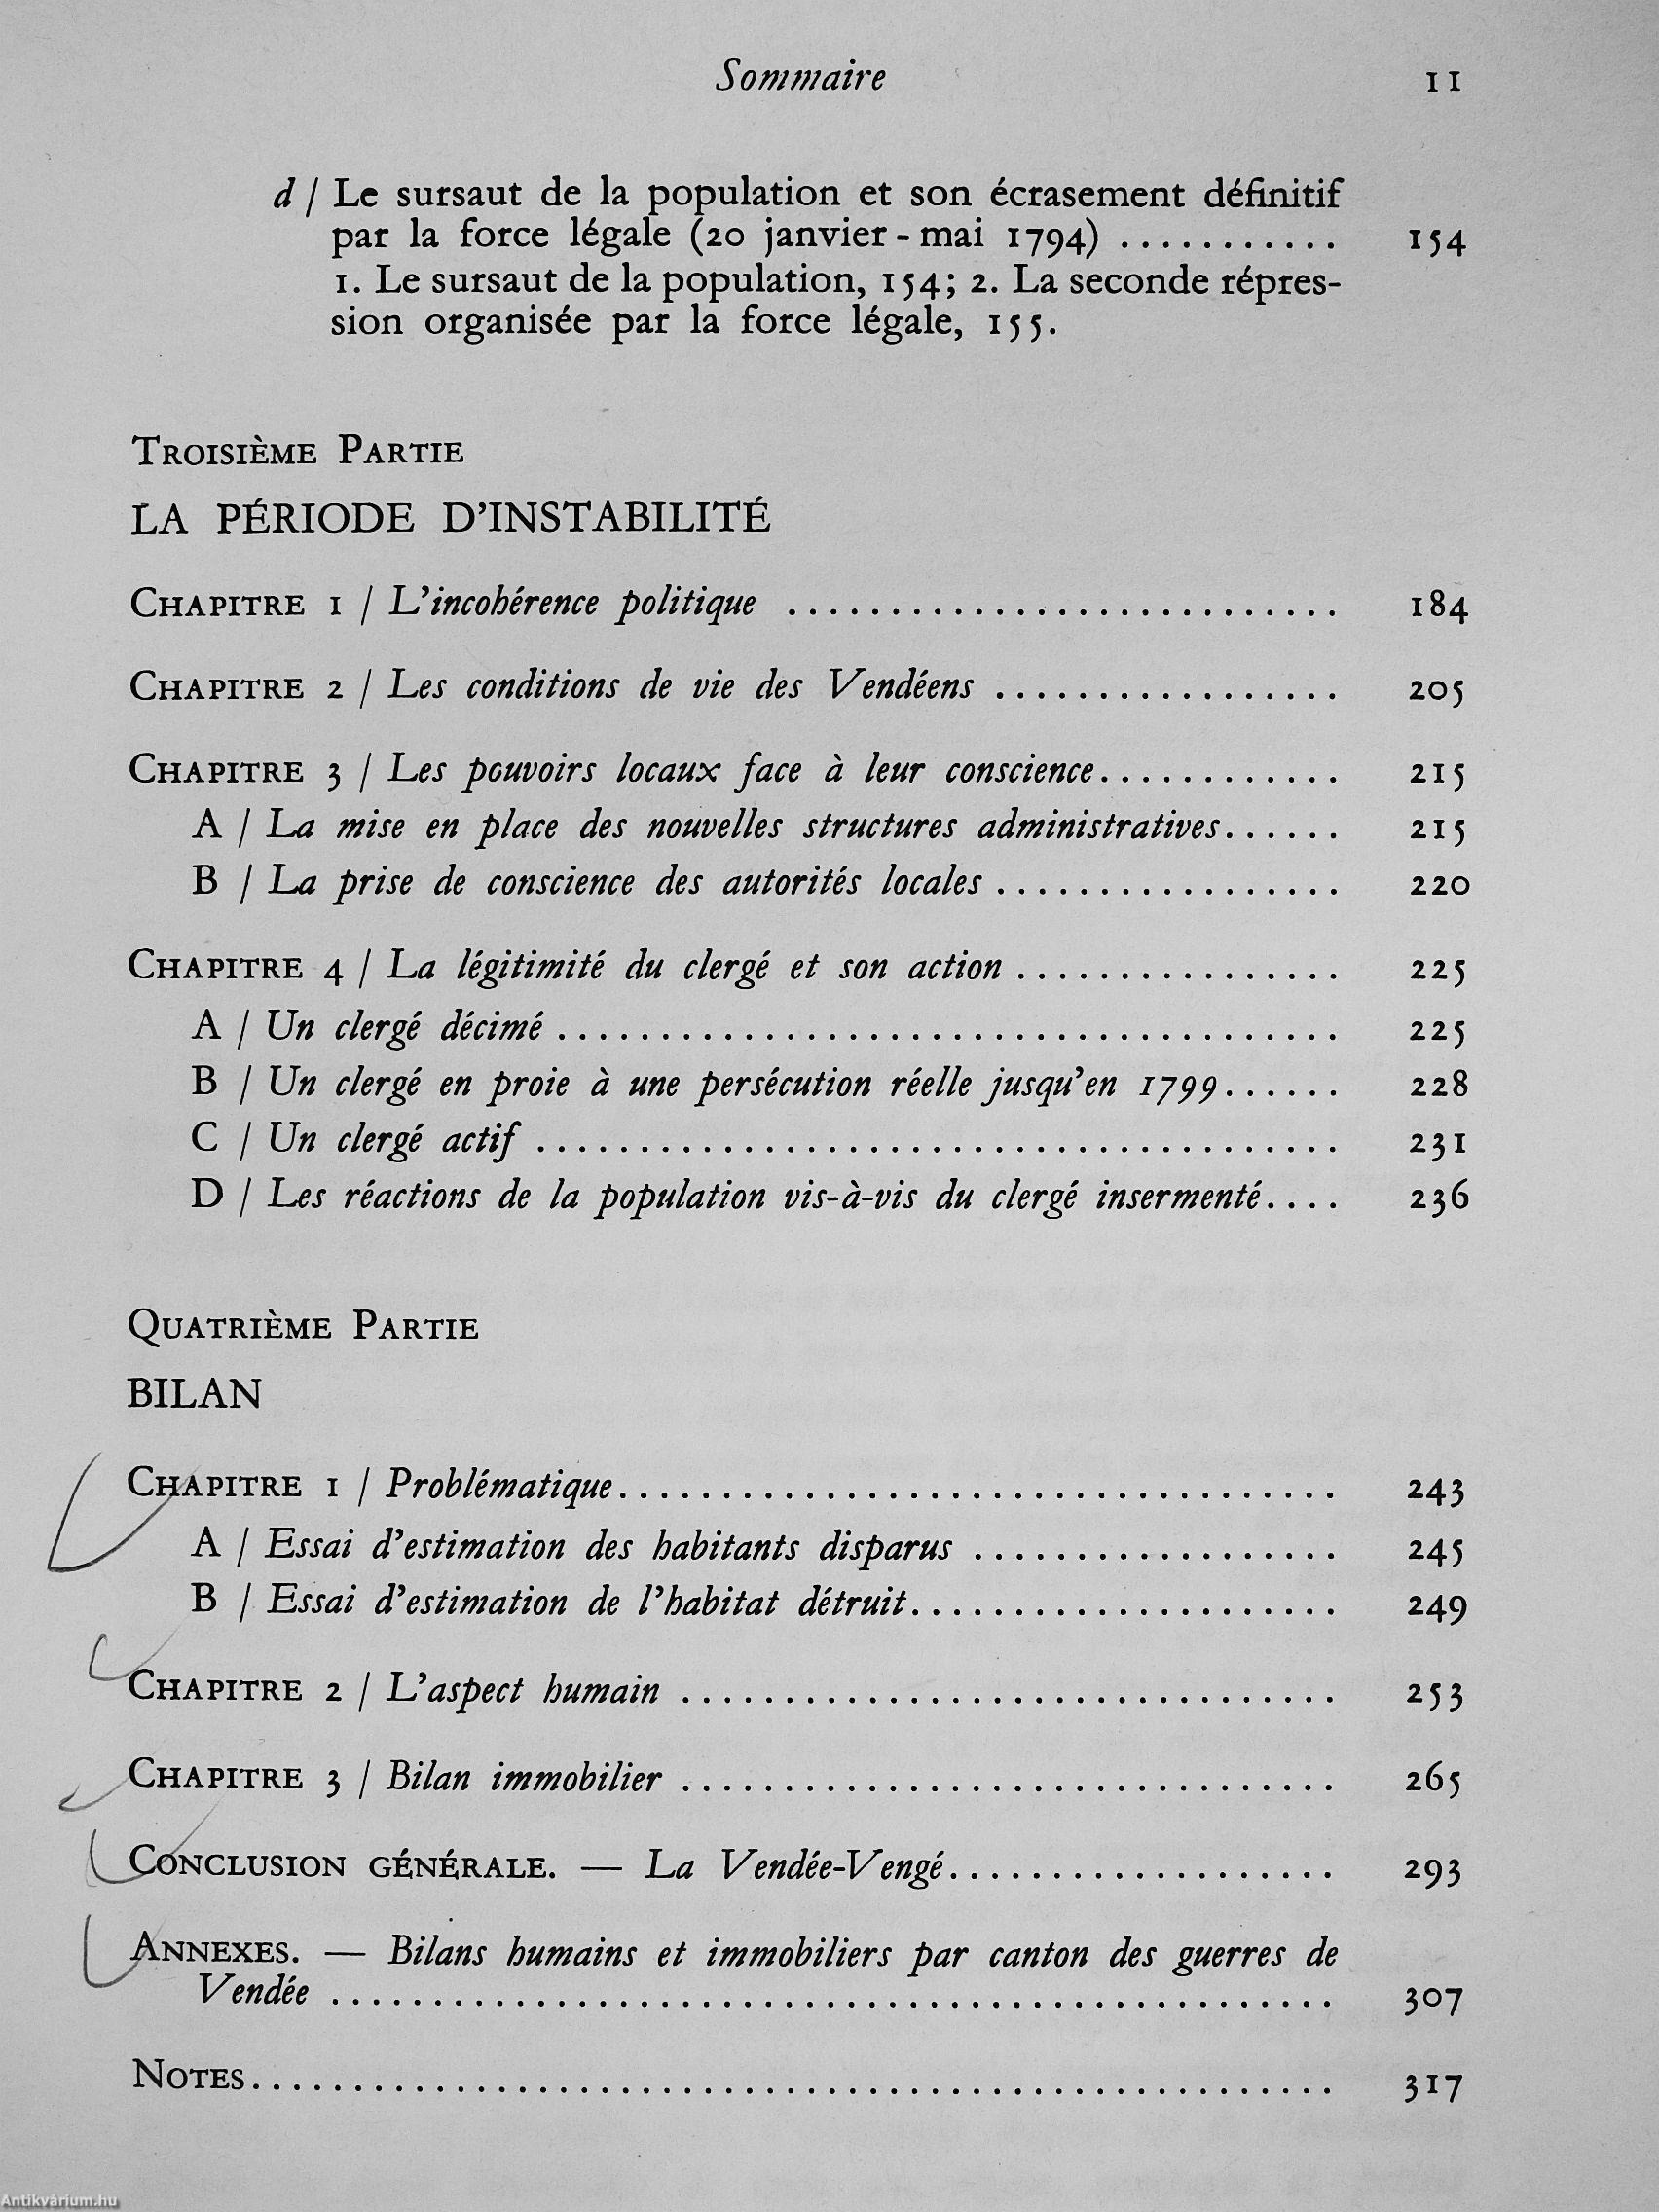 Sommaire 11
d / Le sursaut de la population et son écrasement définitif
par la force légale (20 janvier - mai 1794) ........... 154
1. Le sursaut de la population, 154; 2. La seconde répres-
sion organisée par la force légale, 155.
TROISIÈME PARTIE
LA PÉRIODE D'INSTABILITÉ
CHAPITRE 1 / L'incohérence politique ........................... 184
CHAPITRE 2 / Les conditions de vie des Vendéens ................. 205
CHAPITRE 3 / Les pouvoirs locaux face à leur conscience............ 215
A / La mise en place des nouvelles structures administratives...... 215
B / La prise de conscience des autorités locales ................. 220
CHAPITRE 4 / La légitimité du clergé et son action ................ 225
A / Un clergé décimé ...................................... 225
B / Un clergé en proie à une persécution réelle jusqu'en 1799...... 228
C / Un clergé actif ....................................... 231
D / Les réactions de la population vis-à-vis du clergé insermenté.... 236
QUATRIÈME PARTIE
BILAN
CHAPITRE 1 / Problématique................................... 243
A / Essai d'estimation des habitants disparus .................. 245
B / Essai d'estimation de l'habitat détruit..................... 249
CHAPITRE 2 / L'aspect humain ................................ 253
CHAPITRE 3 / Bilan immobilier ................................ 265
CONCLUSION GÉNÉRALE. — La Vendée-Vengé................... 293
ANNEXES. — Bilans humains et immobiliers par canton des guerres de
Vendée ................................................. 307
NOTES..................................................... 317
Antikvárium.hu